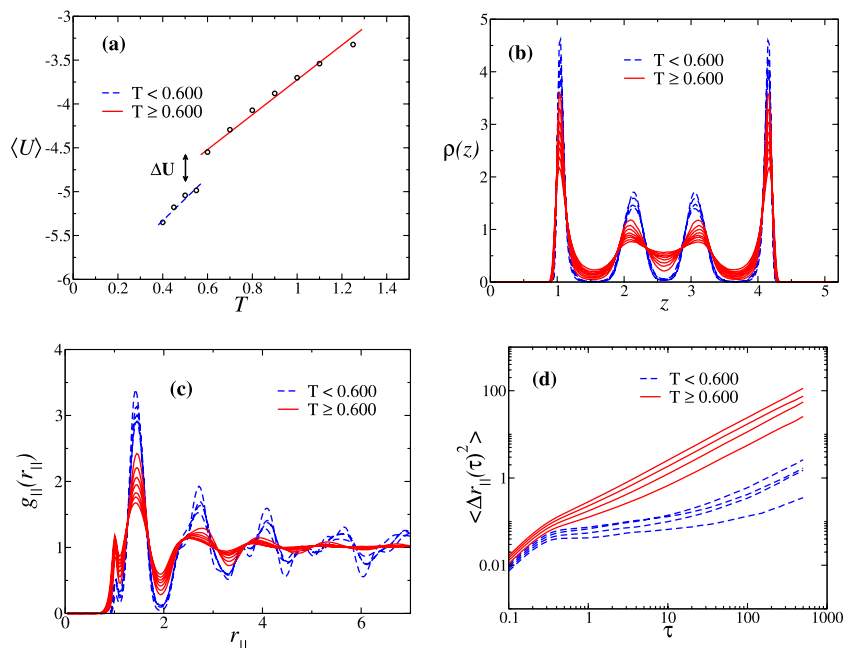 (a)
-3
-3.5
-4
-4.5
-5
-5.5
-6
⟨U⟩
T < 0.600
T ≥ 0.600
ΔU
0 0.2 0.4 0.6 0.8 1 1.2 1.4
T
(b)
5
4
3
2
1
0
ρ(z)
T < 0.600
T ≥ 0.600
0 1 2 3 4 5
z
(c)
4
3
2
1
0
g||(r||)
T < 0.600
T ≥ 0.600
0 2 4 6
r||
(d)
100
1
0.01
<Δr||(τ)²>
T < 0.600
T ≥ 0.600
0.1 1 10 100 1000
τ